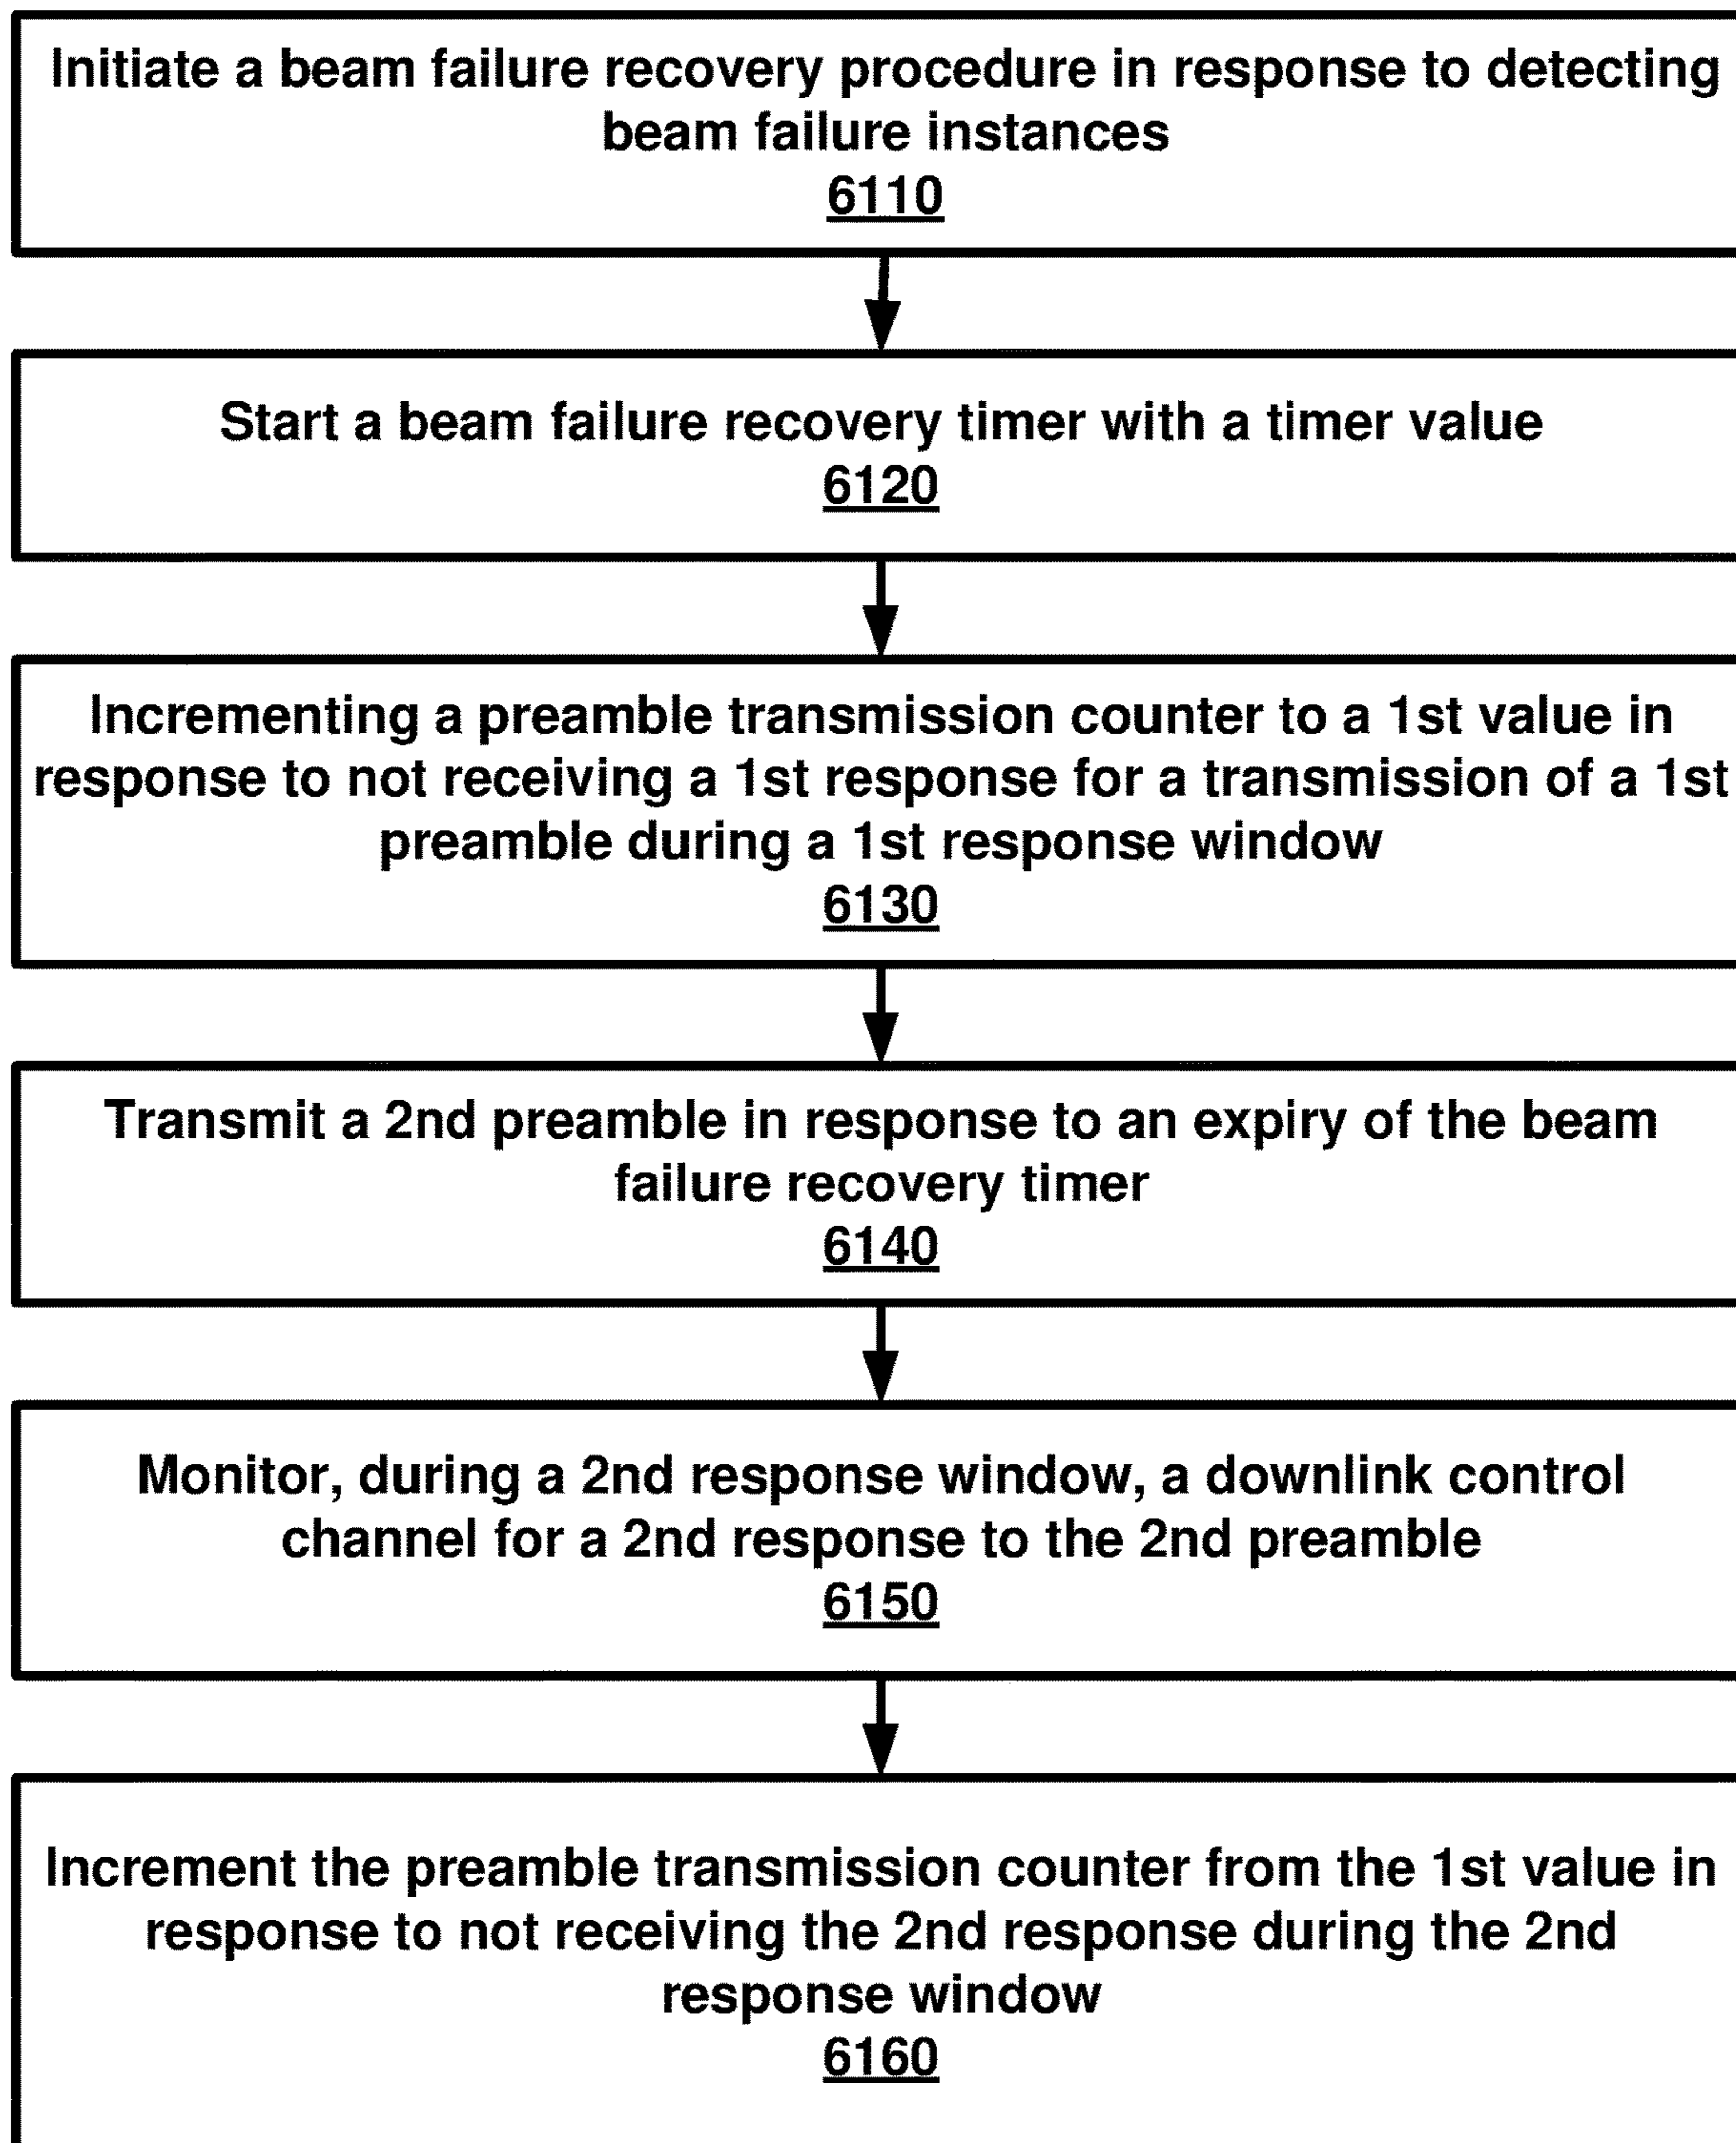 Initiate a beam failure recovery procedure in response to detecting
beam failure instances
6110
Start a beam failure recovery timer with a timer value
6120
Incrementing a preamble transmission counter to a 1st value in
response to not receiving a 1st response for a transmission of a 1st
preamble during a 1st response window
6130
Transmit a 2nd preamble in response to an expiry of the beam
failure recovery timer
6140
Monitor, during a 2nd response window, a downlink control
channel for a 2nd response to the 2nd preamble
6150
Increment the preamble transmission counter from the 1st value in
response to not receiving the 2nd response during the 2nd
response window
6160